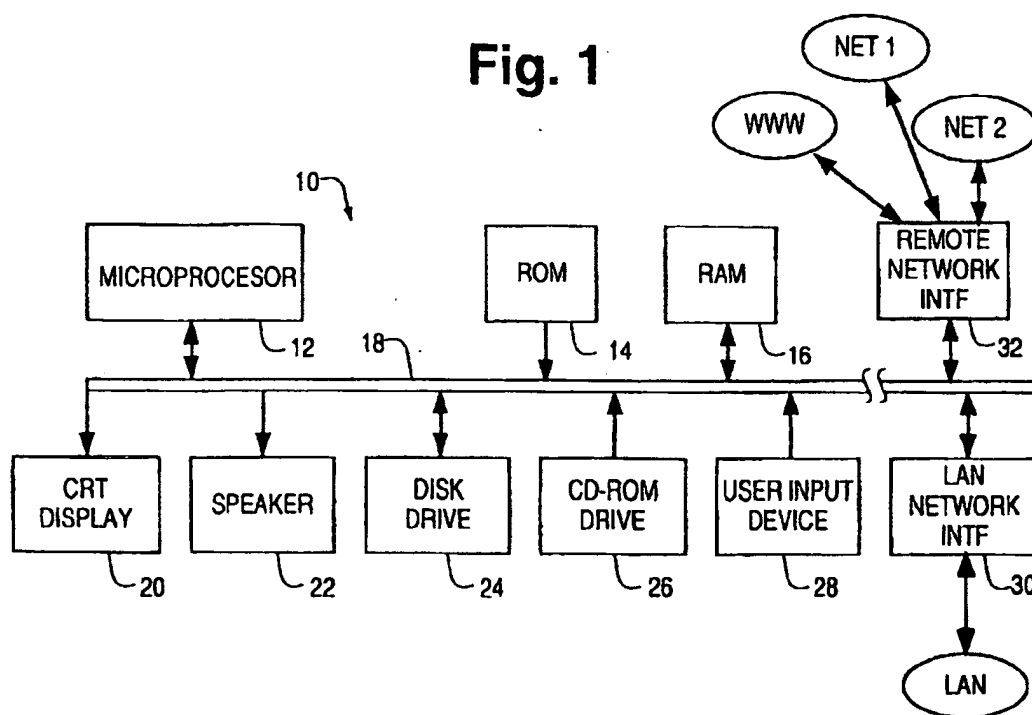 Fig. 1
NET 1
WWW
NET 2
10
MICROPROCESOR
ROM
RAM
REMOTE
NETWORK
INTF
12
18
14
16
32
CRT
DISPLAY
SPEAKER
DISK
DRIVE
CD-ROM
DRIVE
USER INPUT
DEVICE
LAN
NETWORK
INTF
20
22
24
26
28
30
LAN